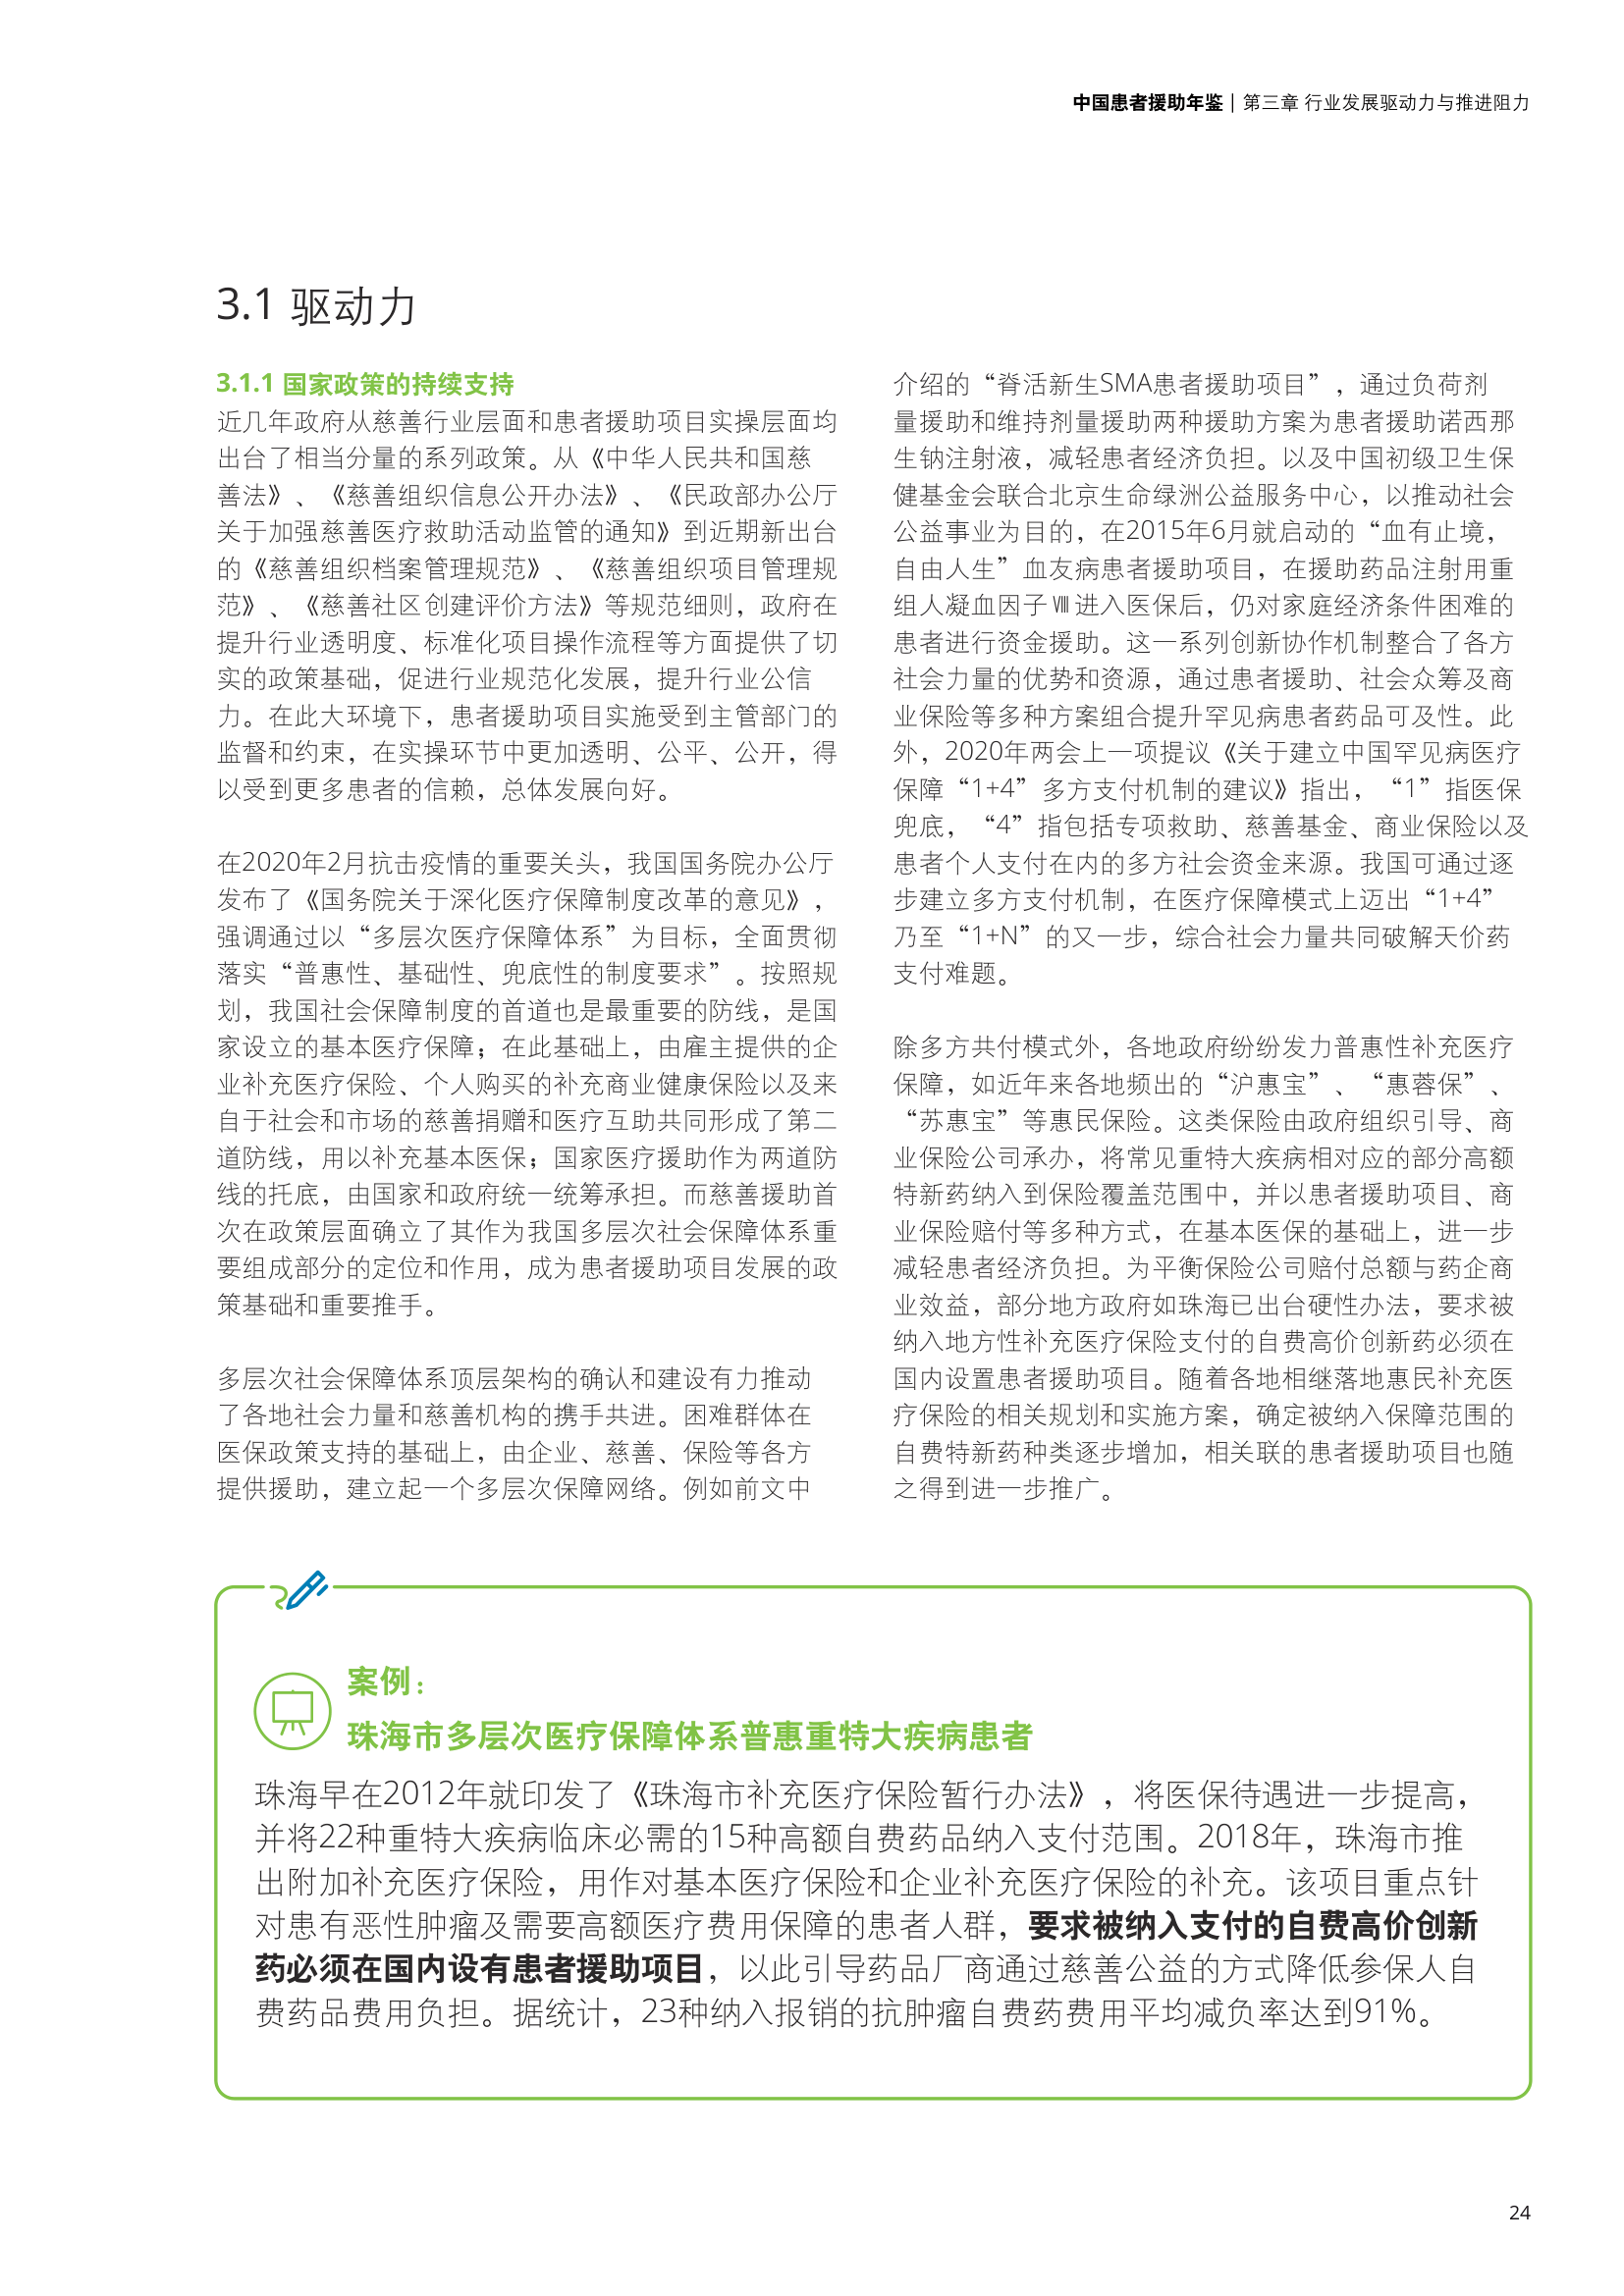 中国患者援助年鉴 | 第三章 行业发展驱动力与推进阻力
3.1 驱动力
3.1.1 国家政策的持续支持
近几年政府从慈善行业层面和患者援助项目实操层面均
出台了相当分量的系列政策。从《中华人民共和国慈
善法》、《慈善组织信息公开办法》、《民政部办公厅
关于加强慈善医疗救助活动监管的通知》到近期新出台
的《慈善组织档案管理规范》、《慈善组织项目管理规
范》、《慈善社区创建评价方法》等规范细则，政府在
提升行业透明度、标准化项目操作流程等方面提供了切
实的政策基础，促进行业规范化发展，提升行业公信
力。在此大环境下，患者援助项目实施受到主管部门的
监督和约束，在实操环节中更加透明、公平、公开，得
以受到更多患者的信赖，总体发展向好。
在2020年2月抗击疫情的重要关头，我国国务院办公厅
发布了《国务院关于深化医疗保障制度改革的意见》，
强调通过以“多层次医疗保障体系”为目标，全面贯彻
落实“普惠性、基础性、兜底性的制度要求”。按照规
划，我国社会保障制度的首道也是最重要的防线，是国
家设立的基本医疗保障；在此基础上，由雇主提供的企
业补充医疗保险、个人购买的补充商业健康保险以及来
自于社会和市场的慈善捐赠和医疗互助共同形成了第二
道防线，用以补充基本医保；国家医疗援助作为两道防
线的托底，由国家和政府统一统筹承担。而慈善援助首
次在政策层面确立了其作为我国多层次社会保障体系重
要组成部分的定位和作用，成为患者援助项目发展的政
策基础和重要推手。
多层次社会保障体系顶层架构的确认和建设有力推动
了各地社会力量和慈善机构的携手共进。困难群体在
医保政策支持的基础上，由企业、慈善、保险等各方
提供援助，建立起一个多层次保障网络。例如前文中
介绍的“脊活新生SMA患者援助项目”，通过负荷剂
量援助和维持剂量援助两种援助方案为患者援助诺西那
生钠注射液，减轻患者经济负担。以及中国初级卫生保
健基金会联合北京生命绿洲公益服务中心，以推动社会
公益事业为目的，在2015年6月就启动的“血有止境，
自由人生”血友病患者援助项目，在援助药品注射用重
组人凝血因子Ⅷ进入医保后，仍对家庭经济条件困难的
患者进行资金援助。这一系列创新协作机制整合了各方
社会力量的优势和资源，通过患者援助、社会众筹及商
业保险等多种方案组合提升罕见病患者药品可及性。此
外，2020年两会上一项提议《关于建立中国罕见病医疗
保障“1+4”多方支付机制的建议》指出，“1”指医保
兜底，“4”指包括专项救助、慈善基金、商业保险以及
患者个人支付在内的多方社会资金来源。我国可通过逐
步建立多方支付机制，在医疗保障模式上迈出“1+4”
乃至“1+N”的又一步，综合社会力量共同破解天价药
支付难题。
除多方共付模式外，各地政府纷纷发力普惠性补充医疗
保障，如近年来各地频出的“沪惠宝”、“惠蓉保”、
“苏惠宝”等惠民保险。这类保险由政府组织引导、商
业保险公司承办，将常见重特大疾病相对应的部分高额
特新药纳入到保险覆盖范围中，并以患者援助项目、商
业保险赔付等多种方式，在基本医保的基础上，进一步
减轻患者经济负担。为平衡保险公司赔付总额与药企商
业效益，部分地方政府如珠海已出台硬性办法，要求被
纳入地方性补充医疗保险支付的自费高价创新药必须在
国内设置患者援助项目。随着各地相继落地惠民补充医
疗保险的相关规划和实施方案，确定被纳入保障范围的
自费特新药种类逐步增加，相关联的患者援助项目也随
之得到进一步推广。
案例：
珠海市多层次医疗保障体系普惠重特大疾病患者
珠海早在2012年就印发了《珠海市补充医疗保险暂行办法》，将医保待遇进一步提高，
并将22种重特大疾病临床必需的15种高额自费药品纳入支付范围。2018年，珠海市推
出附加补充医疗保险，用作对基本医疗保险和企业补充医疗保险的补充。该项目重点针
对患有恶性肿瘤及需要高额医疗费用保障的患者人群，要求被纳入支付的自费高价创新
药必须在国内设有患者援助项目，以此引导药品厂商通过慈善公益的方式降低参保人自
费药品费用负担。据统计，23种纳入报销的抗肿瘤自费药费用平均减负率达到91%。
24